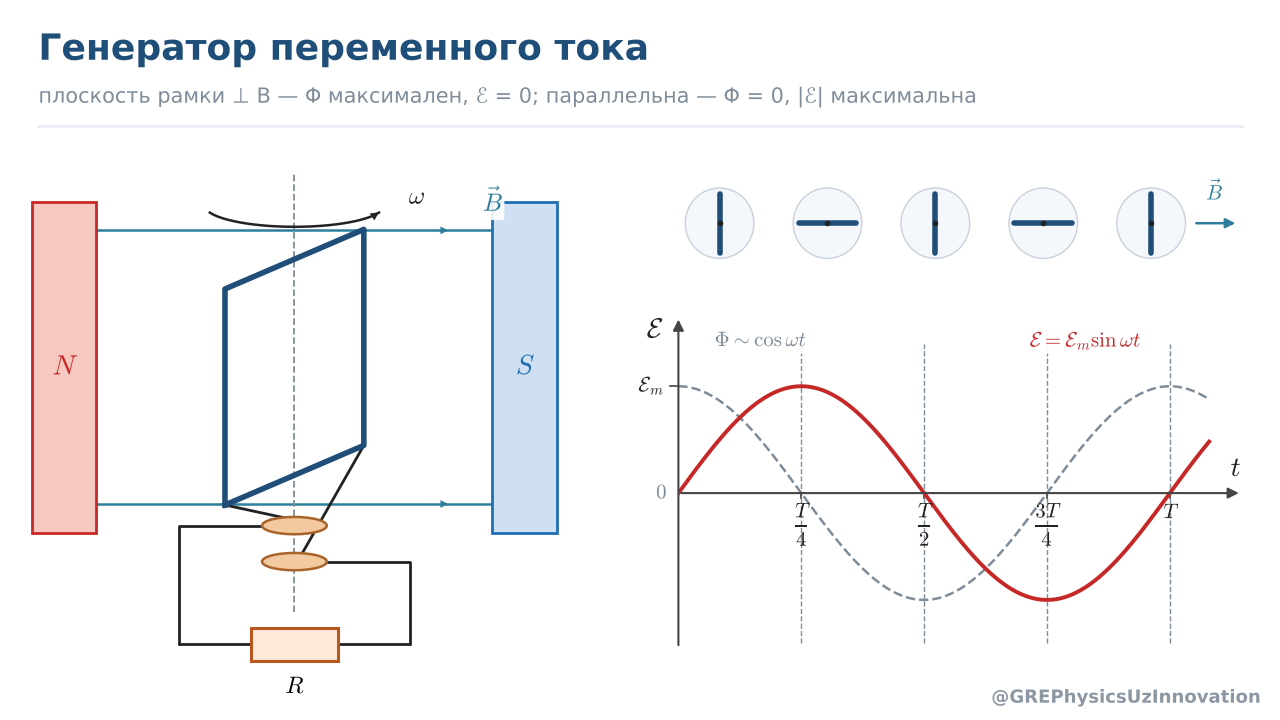 Генератор переменного тока
плоскость рамки ⊥ B — Φ максимален, ℰ = 0; параллельна — Φ = 0, |ℰ| максимальна
ω
B⃗
N
S
R
B⃗
ℰ
Φ ∼ cos ωt
ℰ = ℰₘ sin ωt
ℰₘ
0
t
T/4
T/2
3T/4
T
@GREPhysicsUzInnovation